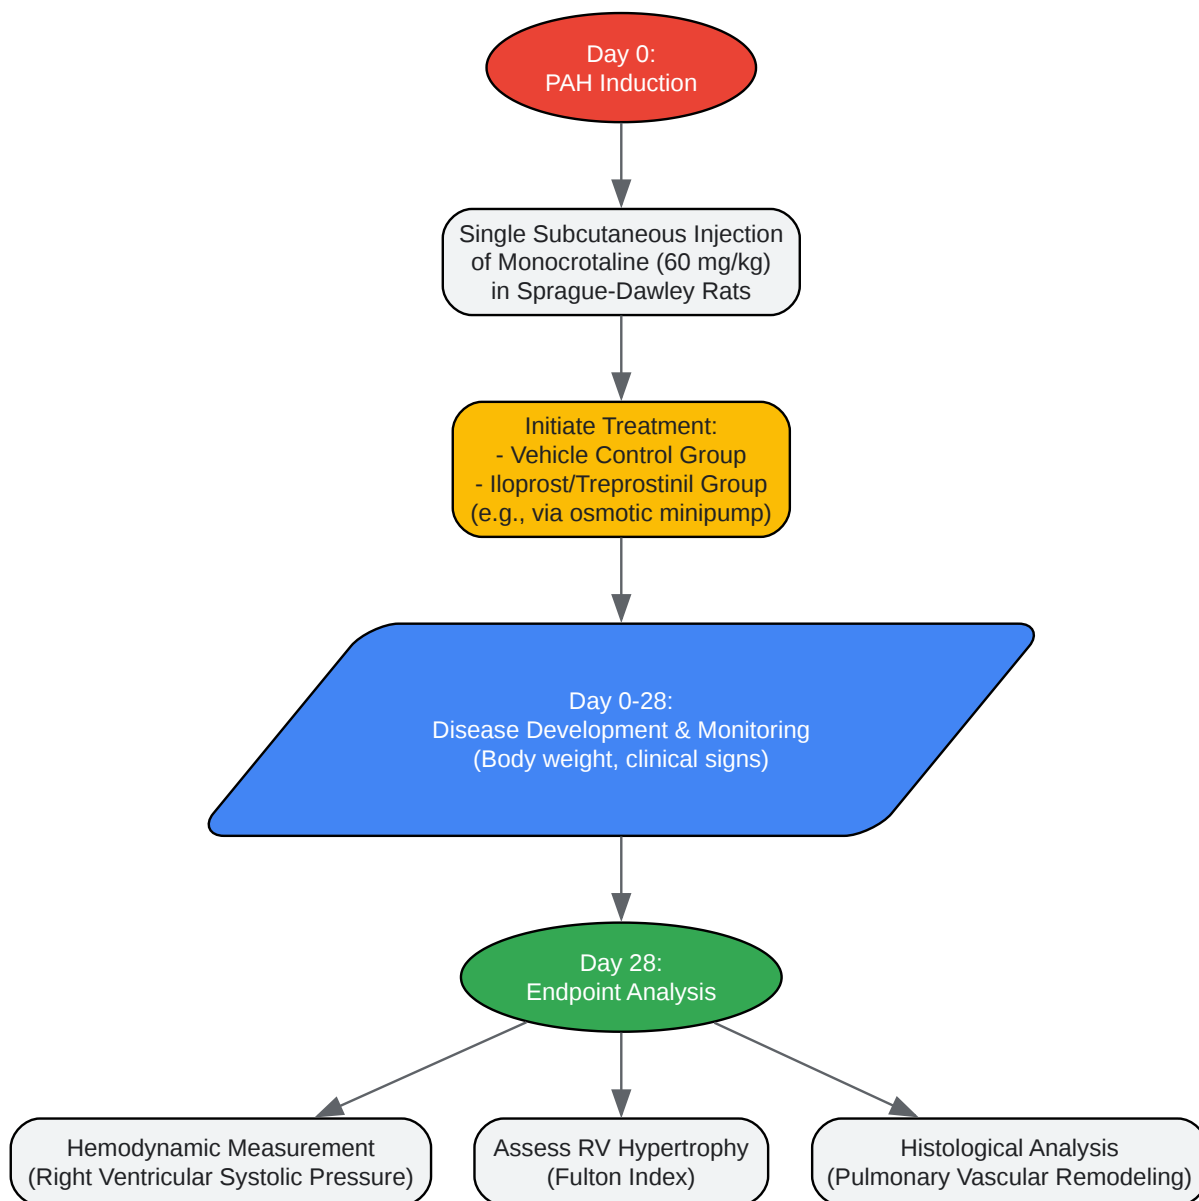 Day 0:
PAH Induction
Single Subcutaneous Injection
of Monocrotaline (60 mg/kg)
in Sprague-Dawley Rats
Initiate Treatment:
- Vehicle Control Group
- Iloprost/Treprostinil Group
(e.g., via osmotic minipump)
Day 0-28:
Disease Development & Monitoring
(Body weight, clinical signs)
Day 28:
Endpoint Analysis
Hemodynamic Measurement
(Right Ventricular Systolic Pressure)
Assess RV Hypertrophy
(Fulton Index)
Histological Analysis
(Pulmonary Vascular Remodeling)